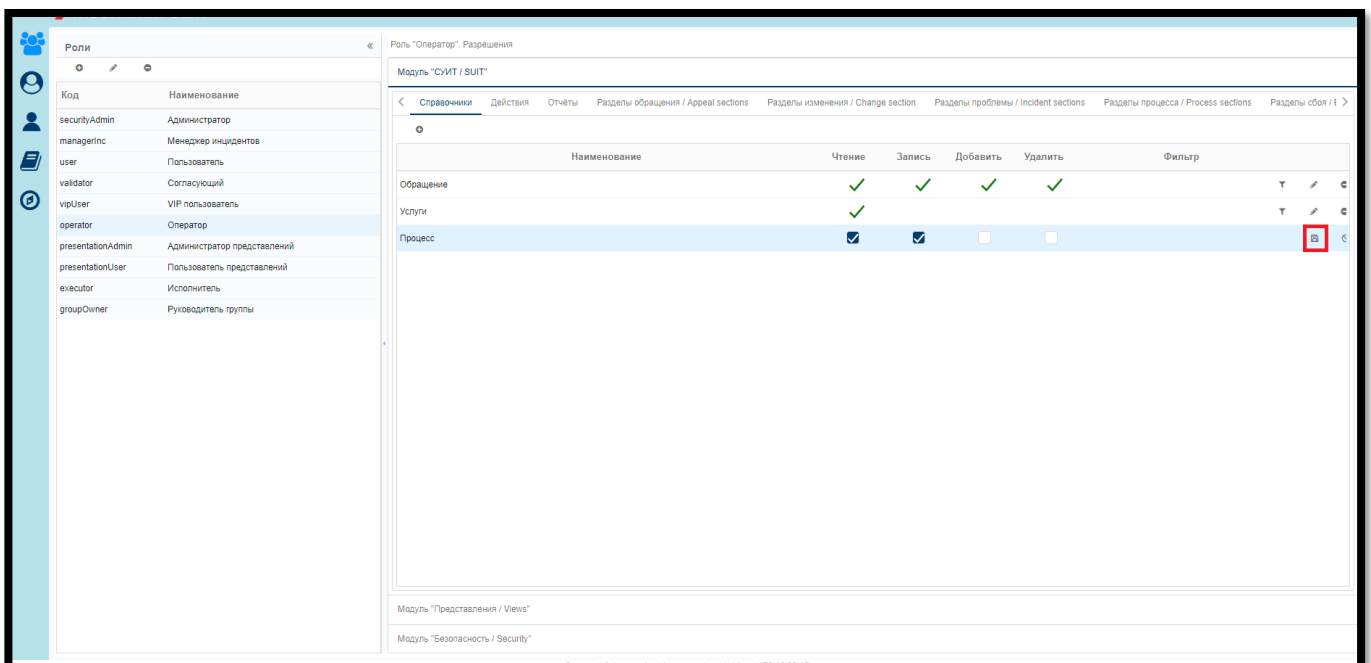 Роли
Код Наименование
securityAdmin Администратор
managerInc Менеджер инцидентов
user Пользователь
validator Согласующий
vipUser VIP пользователь
operator Оператор
presentationAdmin Администратор представлений
presentationUser Пользователь представлений
executor Исполнитель
groupOwner Руководитель группы
Роль "Оператор". Разрешения
Модуль "СУИТ / SUIT"
Справочники Действия Отчёты Разделы обращения / Appeal sections Разделы изменения / Change section Разделы проблемы / Incident sections Разделы процесса / Process sections Разделы сбоя /
Наименование Чтение Запись Добавить Удалить Фильтр
Обращение
Услуги
Процесс
Модуль "Представления / Views"
Модуль "Безопасность / Security"